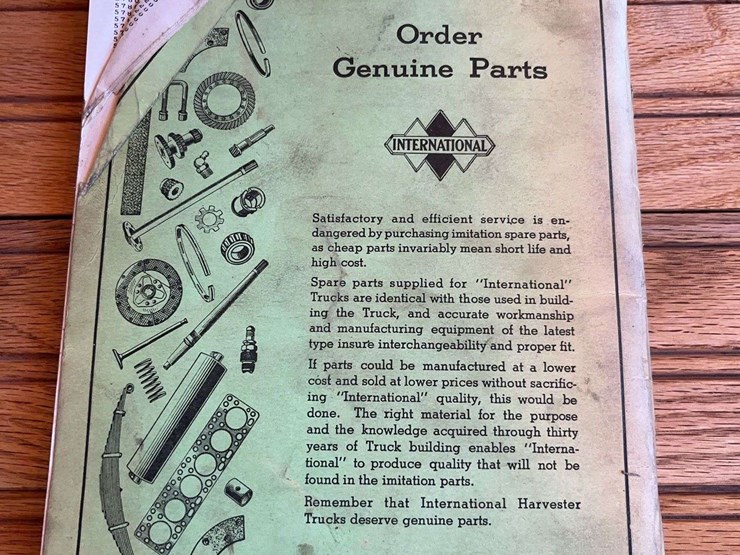 Order
Genuine Parts
INTERNATIONAL
Satisfactory and efficient service is en-
dangered by purchasing imitation spare parts,
as cheap parts invariably mean short life and
high cost.
Spare parts supplied for "International"
Trucks are identical with those used in build-
ing the Truck, and accurate workmanship
and manufacturing equipment of the latest
type insure interchangeability and proper fit.
If parts could be manufactured at a lower
cost and sold at lower prices without sacrific-
ing "International" quality, this would be
done. The right material for the purpose
and the knowledge acquired through thirty
years of Truck building enables "Interna-
tional" to produce quality that will not be
found in the imitation parts.
Remember that International Harvester
Trucks deserve genuine parts.